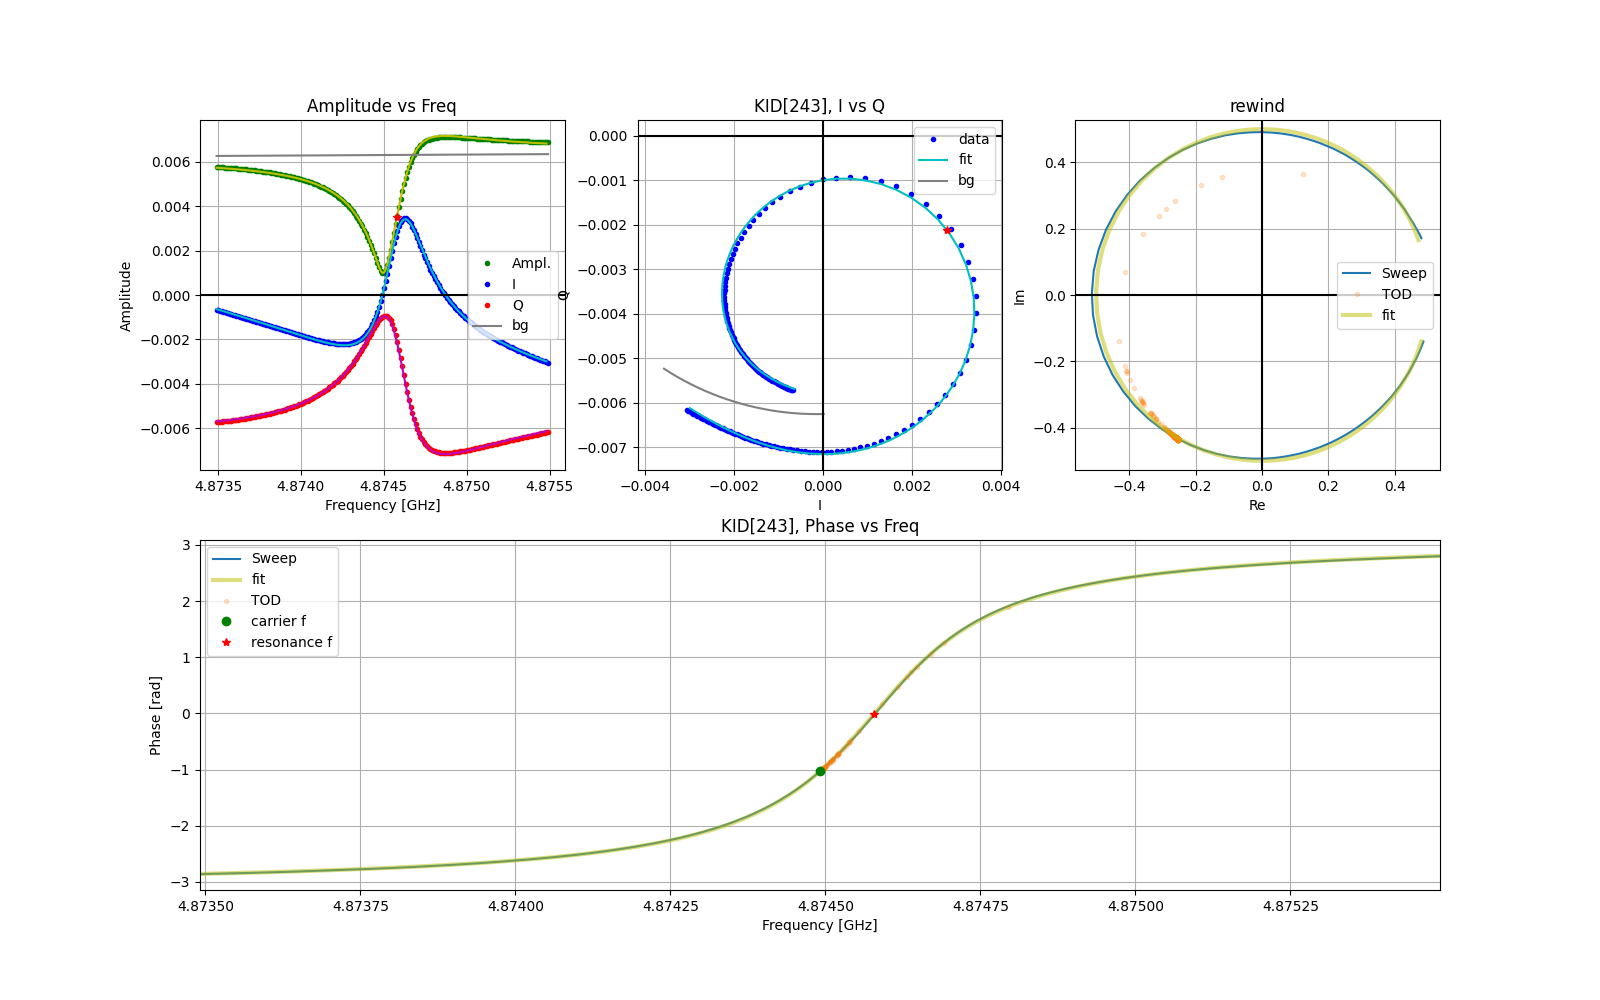 Amplitude vs Freq
Amplitude
0.006
0.004
0.002
0.000
−0.002
−0.004
−0.006
Ampl.
I
Q
bg
4.8735 4.8740 4.8745 4.8750 4.8755
Frequency [GHz]
KID[243], I vs Q
Q
0.000
−0.001
−0.002
−0.003
−0.004
−0.005
−0.006
−0.007
data
fit
bg
−0.004 −0.002 0.000 0.002 0.004
I
rewind
Im
0.4
0.2
0.0
−0.2
−0.4
Sweep
TOD
fit
−0.4 −0.2 0.0 0.2 0.4
Re
KID[243], Phase vs Freq
Phase [rad]
3
2
1
0
−1
−2
−3
Sweep
fit
TOD
carrier f
resonance f
4.87350 4.87375 4.87400 4.87425 4.87450 4.87475 4.87500 4.87525
Frequency [GHz]